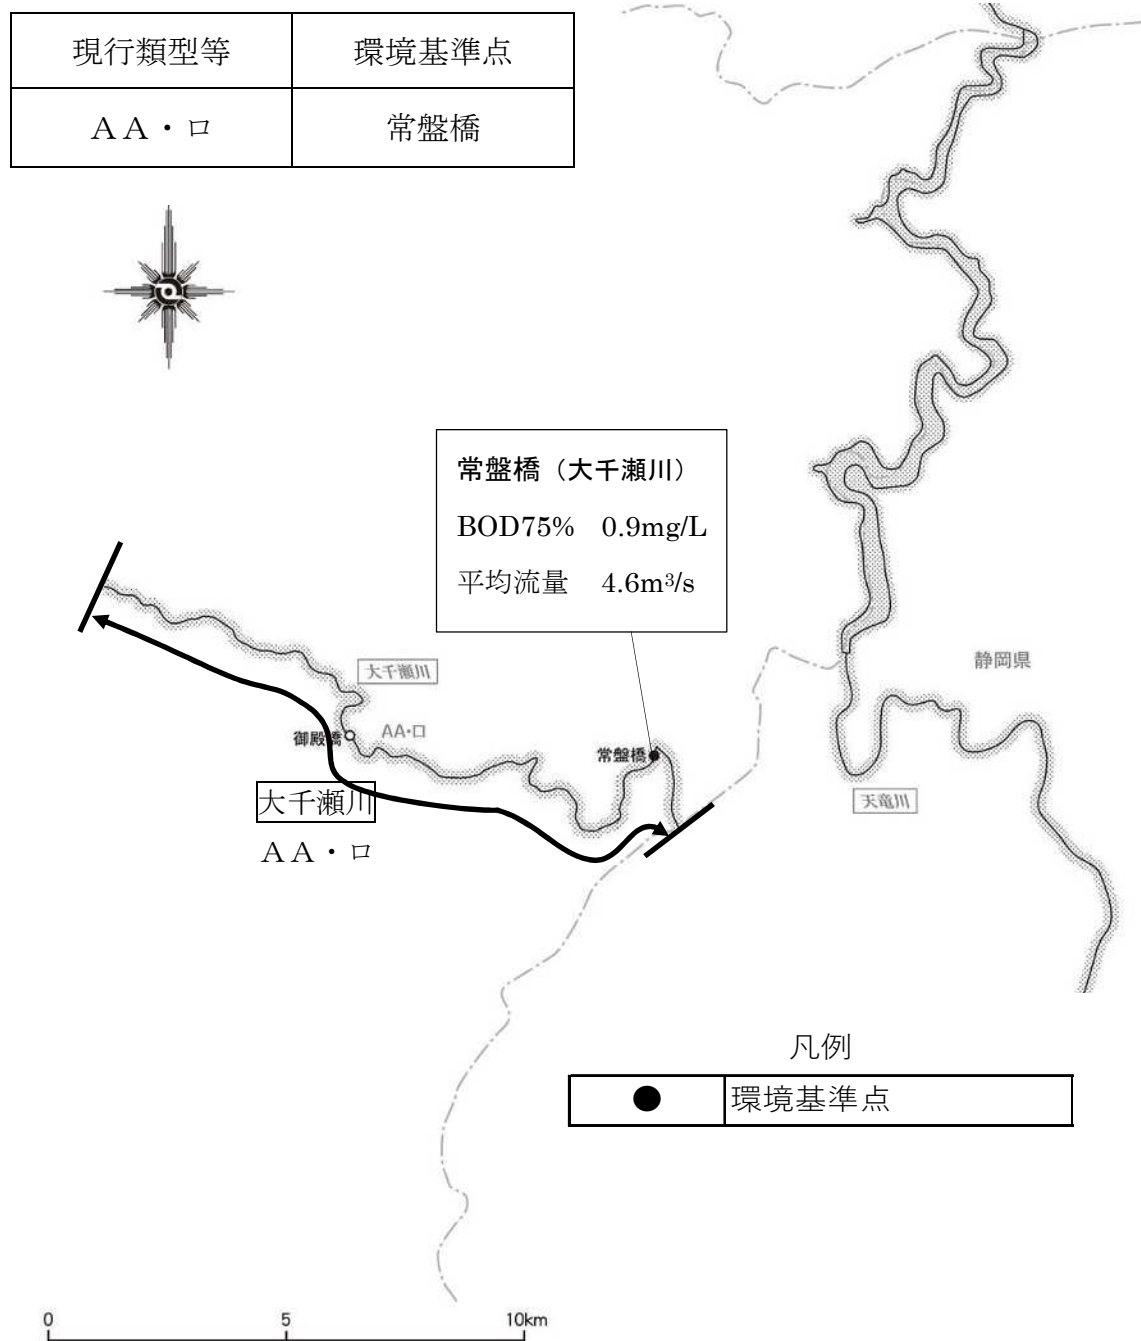 現行類型等 環境基準点
AA・ロ 常盤橋
常盤橋（大千瀬川）
BOD75% 0.9mg/L
平均流量 4.6m³/s
静岡県
大千瀬川
御殿橋
AA・ロ
常盤橋
大千瀬川
AA・ロ
天竜川
凡例
● 環境基準点
0 5 10km